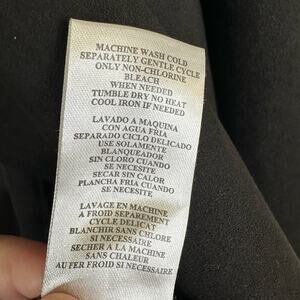 MACHINE WASH COLD
SEPARATELY GENTLE CYCLE
ONLY NON-CHLORINE
BLEACH
WHEN NEEDED
TUMBLE DRY NO HEAT
COOL IRON IF NEEDED
LAVADO A MAQUINA
CON AGUA FRIA
SEPARADO CICLO DELICADO
USE SOLAMENTE
BLANQUEADOR
SIN CLORO CUANDO
SE NECESITE
SECAR SIN CALOR
PLANCHA FRIA CUANDO
SE NECESITE
LAVAGE EN MACHINE
A FROID SEPAREMENT
CYCLE DELICAT
BLANCHIR SANS CHLORE
SI NECESSAIRE
SECHER A LA MACHINE
SANS CHALEUR
AU FER FROID SI NECESSAIRE